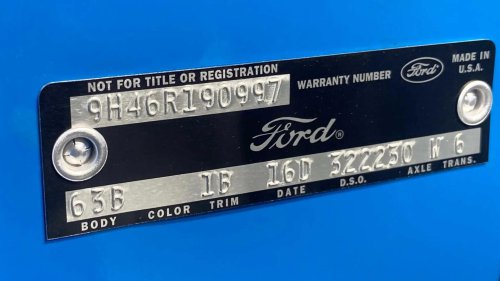 NOT FOR TITLE OR REGISTRATION
9H46R190997
WARRANTY NUMBER
Ford
MADE IN
U.S.A.
Ford®
63B 1B 16D 322230 W 6
BODY COLOR TRIM DATE D.S.O. AXLE TRANS.